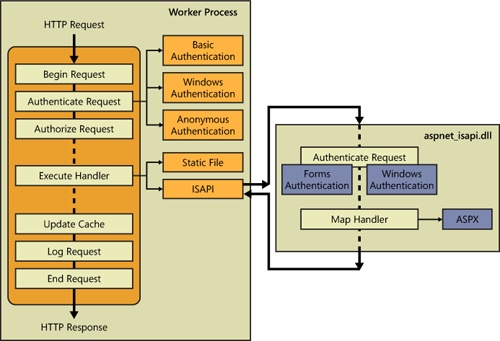 Worker Process
HTTP Request
Begin Request
Authenticate Request
Authorize Request
Execute Handler
Update Cache
Log Request
End Request
HTTP Response
Basic
Authentication
Windows
Authentication
Anonymous
Authentication
Static File
ISAPI
aspnet_isapi.dll
Authenticate Request
Forms
Authentication
Windows
Authentication
Map Handler
ASPX